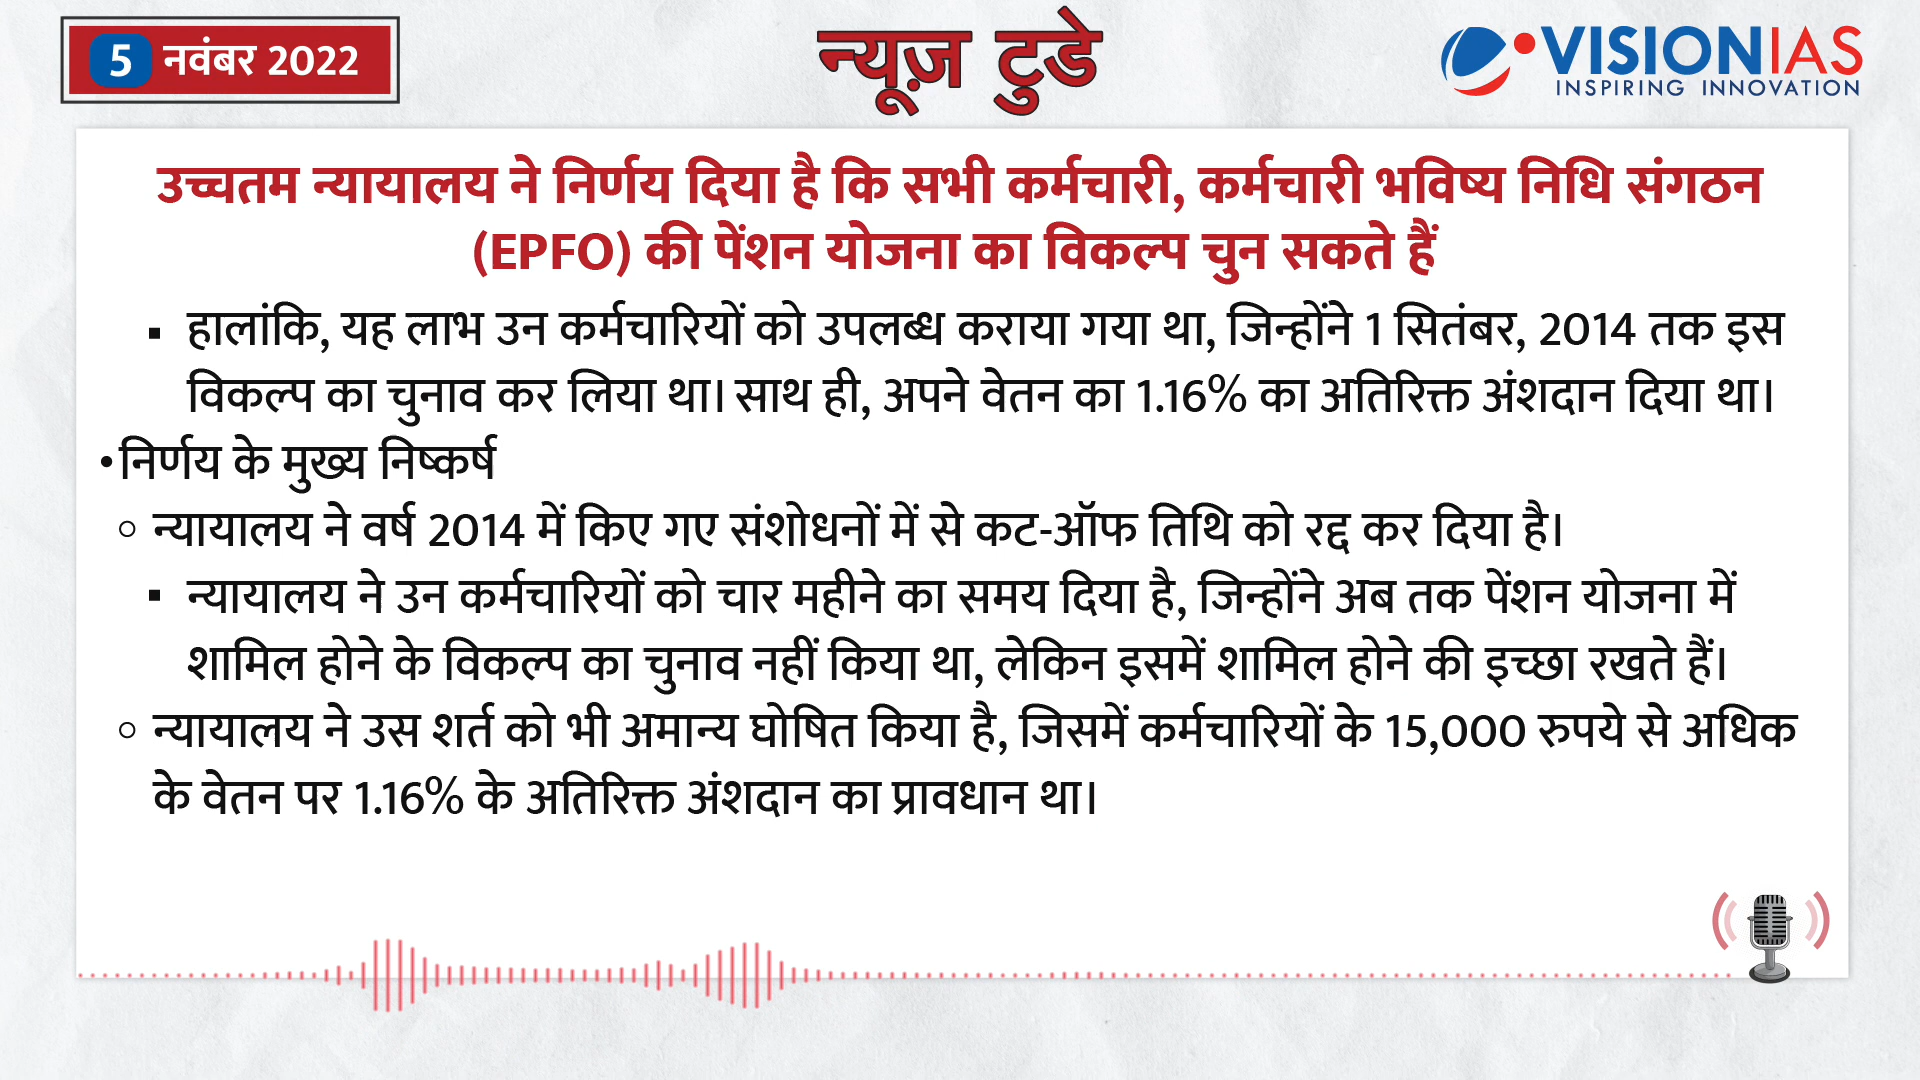 5 नवंबर 2022
न्यूज़ टुडे
VISIONIAS
INSPIRING INNOVATION
उच्चतम न्यायालय ने निर्णय दिया है कि सभी कर्मचारी, कर्मचारी भविष्य निधि संगठन
(EPFO) की पेंशन योजना का विकल्प चुन सकते हैं
▪ हालांकि, यह लाभ उन कर्मचारियों को उपलब्ध कराया गया था, जिन्होंने 1 सितंबर, 2014 तक इस
विकल्प का चुनाव कर लिया था। साथ ही, अपने वेतन का 1.16% का अतिरिक्त अंशदान दिया था।
• निर्णय के मुख्य निष्कर्ष
○ न्यायालय ने वर्ष 2014 में किए गए संशोधनों में से कट-ऑफ तिथि को रद्द कर दिया है।
▪ न्यायालय ने उन कर्मचारियों को चार महीने का समय दिया है, जिन्होंने अब तक पेंशन योजना में
शामिल होने के विकल्प का चुनाव नहीं किया था, लेकिन इसमें शामिल होने की इच्छा रखते हैं।
○ न्यायालय ने उस शर्त को भी अमान्य घोषित किया है, जिसमें कर्मचारियों के 15,000 रुपये से अधिक
के वेतन पर 1.16% के अतिरिक्त अंशदान का प्रावधान था।